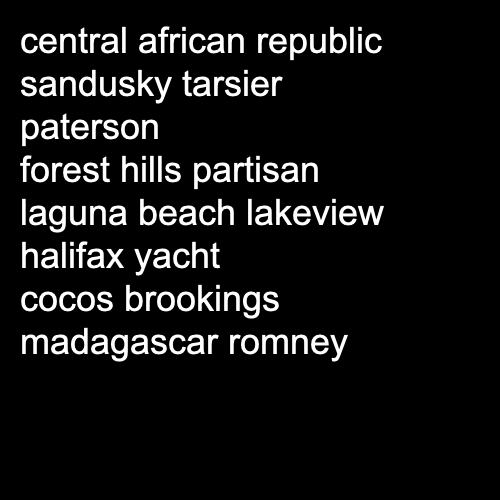 central african republic
sandusky tarsier
paterson
forest hills partisan
laguna beach lakeview
halifax yacht
cocos brookings
madagascar romney